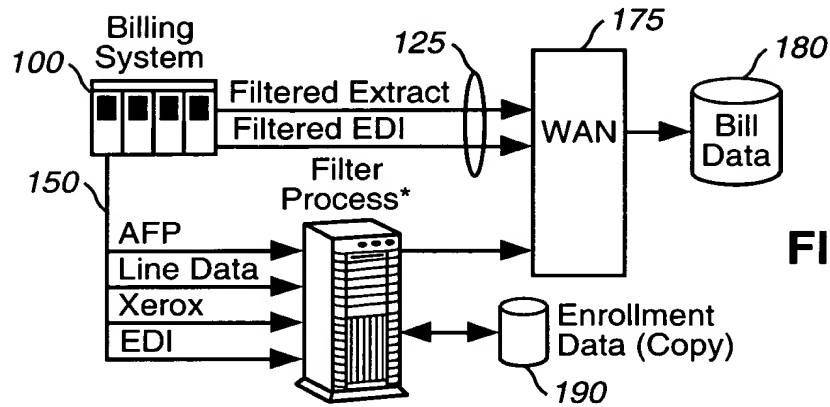 Billing
System
100
125
175
180
Filtered Extract
Filtered EDI
WAN
Bill
Data
150
Filter
Process*
AFP
Line Data
Xerox
EDI
FI
Enrollment
Data (Copy)
190